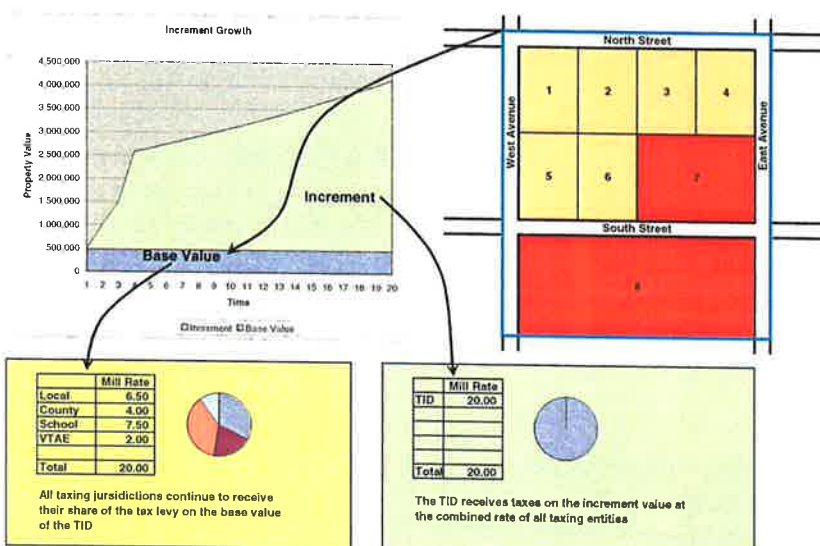 Increment Growth
4,500,000
4,000,000
3,500,000
3,000,000
2,500,000
2,000,000
1,500,000
1,000,000
500,000
0
Property Value
Increment
Base Value
1 2 3 4 5 6 7 8 9 10 11 12 13 14 15 16 17 18 19 20
Time
Increment Base Value
North Street
West Avenue
East Avenue
1 2 3 4
5 6 7
South Street
8
Mill Rate
Local 6.50
County 4.00
School 7.50
VTAE 2.00
Total 20.00
All taxing jursidictions continue to receive
their share of the tax levy on the base value
of the TID
Mill Rate
TID 20.00
Total 20.00
The TID receives taxes on the increment value at
the combined rate of all taxing entities